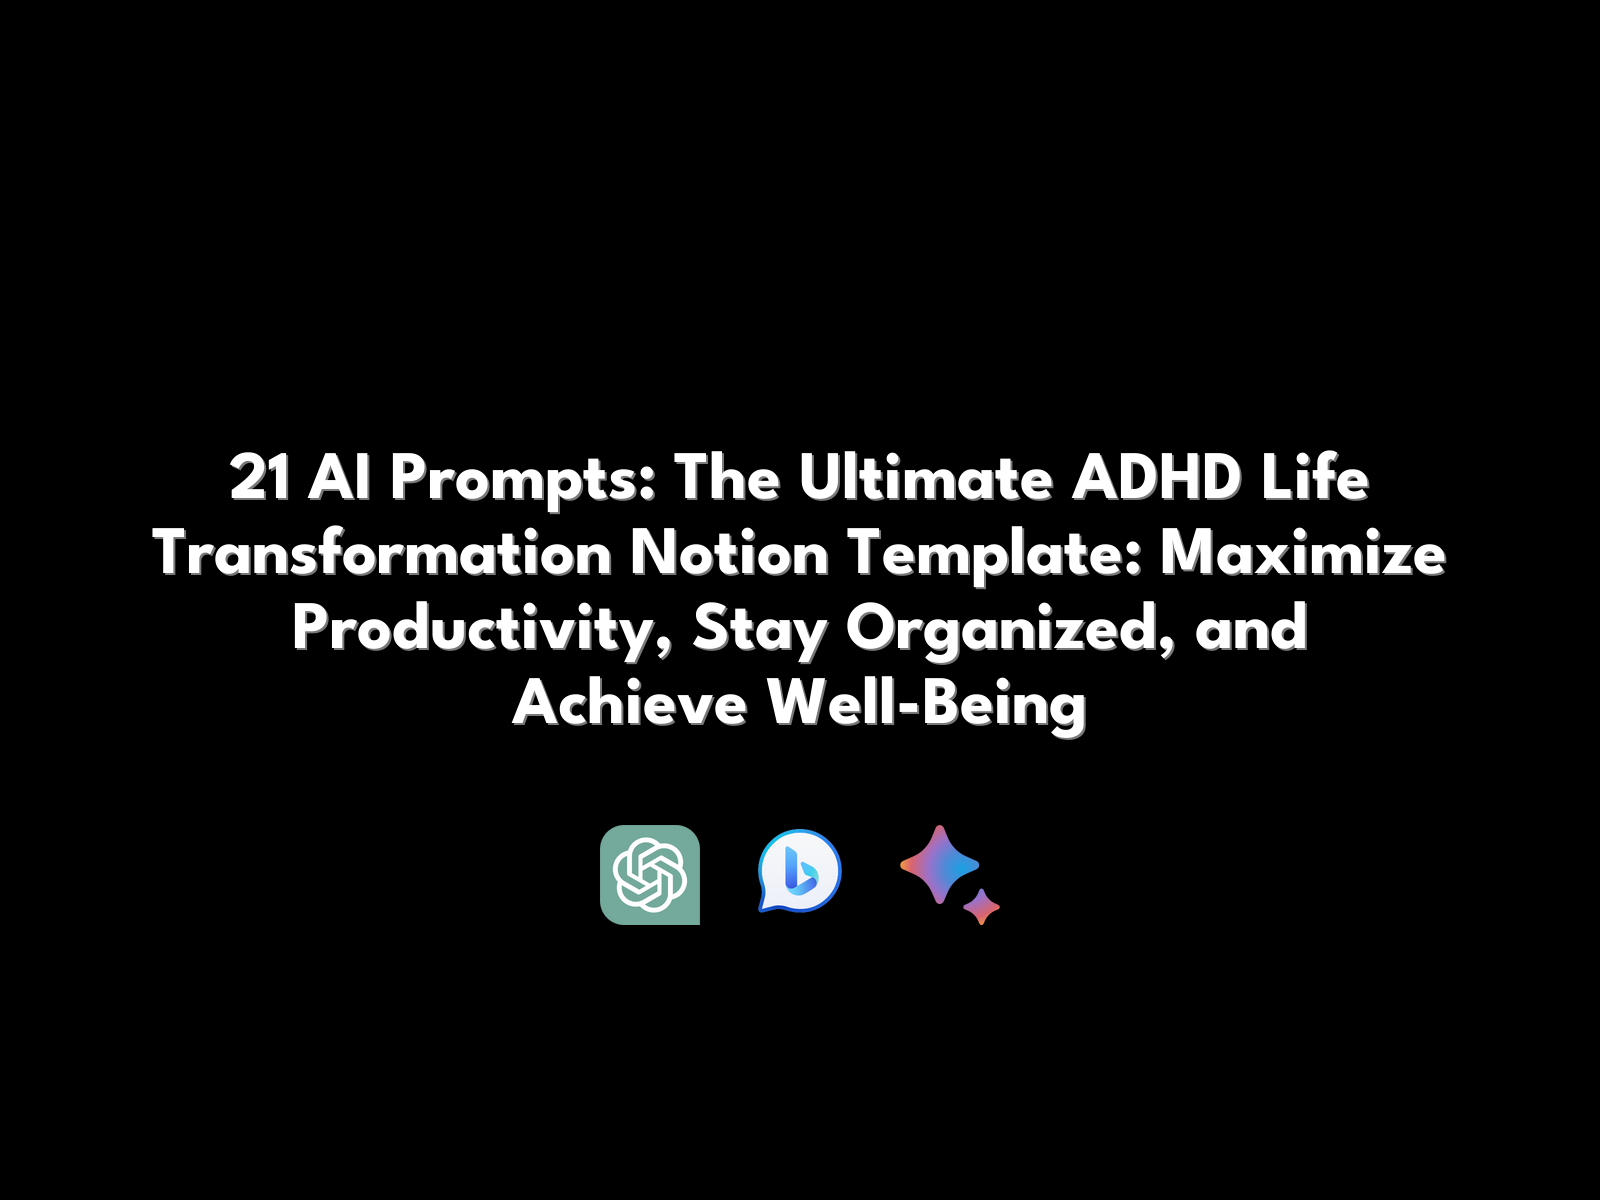 21 AI Prompts: The Ultimate ADHD Life
Transformation Notion Template: Maximize
Productivity, Stay Organized, and
Achieve Well-Being